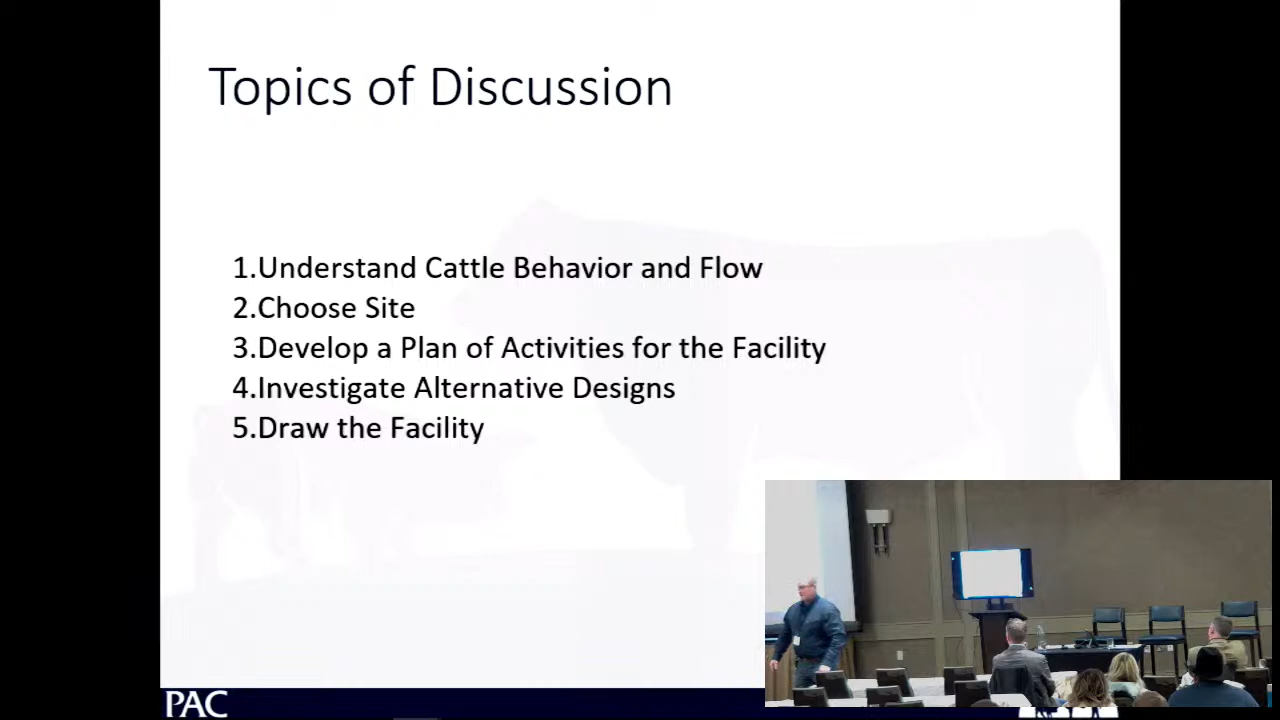 Topics of Discussion
1.Understand Cattle Behavior and Flow
2.Choose Site
3.Develop a Plan of Activities for the Facility
4.Investigate Alternative Designs
5.Draw the Facility
PAC